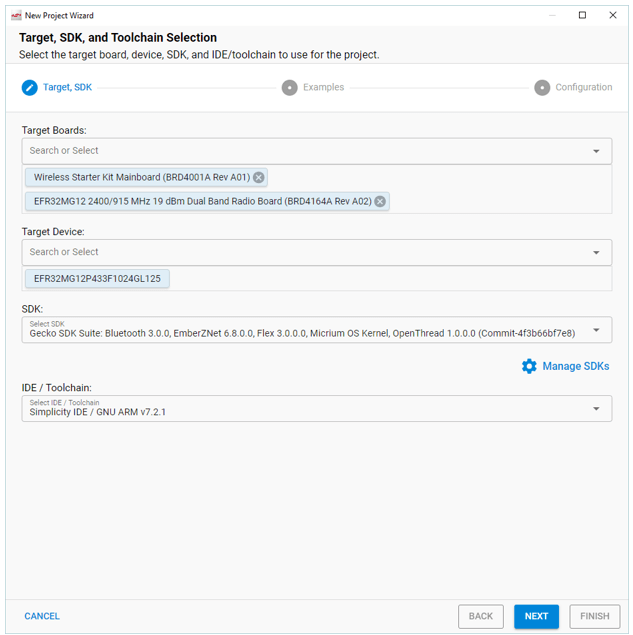 New Project Wizard
Target, SDK, and Toolchain Selection
Select the target board, device, SDK, and IDE/toolchain to use for the project.
Target, SDK
Examples
Configuration
Target Boards:
Search or Select
Wireless Starter Kit Mainboard (BRD4001A Rev A01)
EFR32MG12 2400/915 MHz 19 dBm Dual Band Radio Board (BRD4164A Rev A02)
Target Device:
Search or Select
EFR32MG12P433F1024GL125
SDK:
Select SDK
Gecko SDK Suite: Bluetooth 3.0.0, EmberZNet 6.8.0.0, Flex 3.0.0.0, Micrium OS Kernel, OpenThread 1.0.0.0 (Commit-4f3b66bf7e8)
Manage SDKs
IDE / Toolchain:
Select IDE / Toolchain
Simplicity IDE / GNU ARM v7.2.1
CANCEL
BACK
NEXT
FINISH